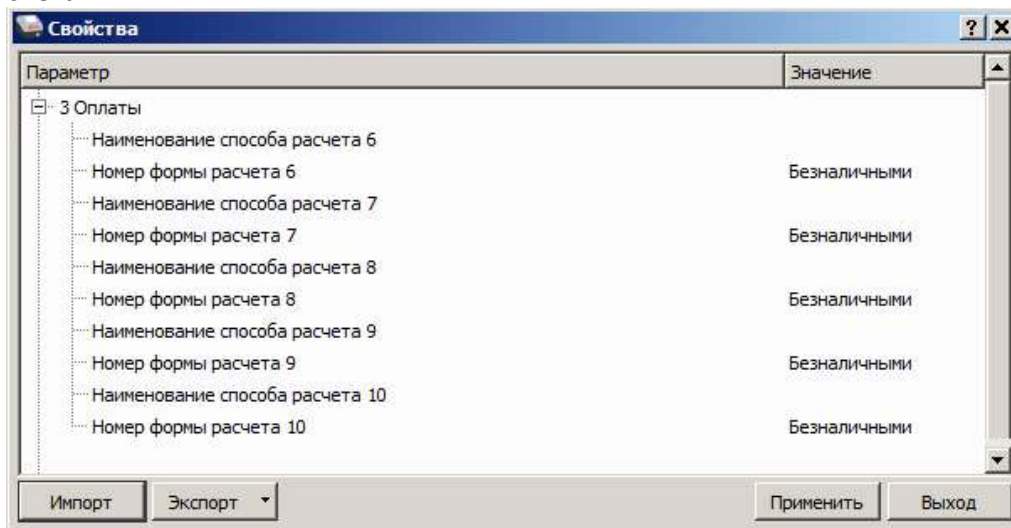 Свойства
Параметр Значение
3 Оплаты
Наименование способа расчета 6
Номер формы расчета 6 Безналичными
Наименование способа расчета 7
Номер формы расчета 7 Безналичными
Наименование способа расчета 8
Номер формы расчета 8 Безналичными
Наименование способа расчета 9
Номер формы расчета 9 Безналичными
Наименование способа расчета 10
Номер формы расчета 10 Безналичными
Импорт Экспорт Применить Выход